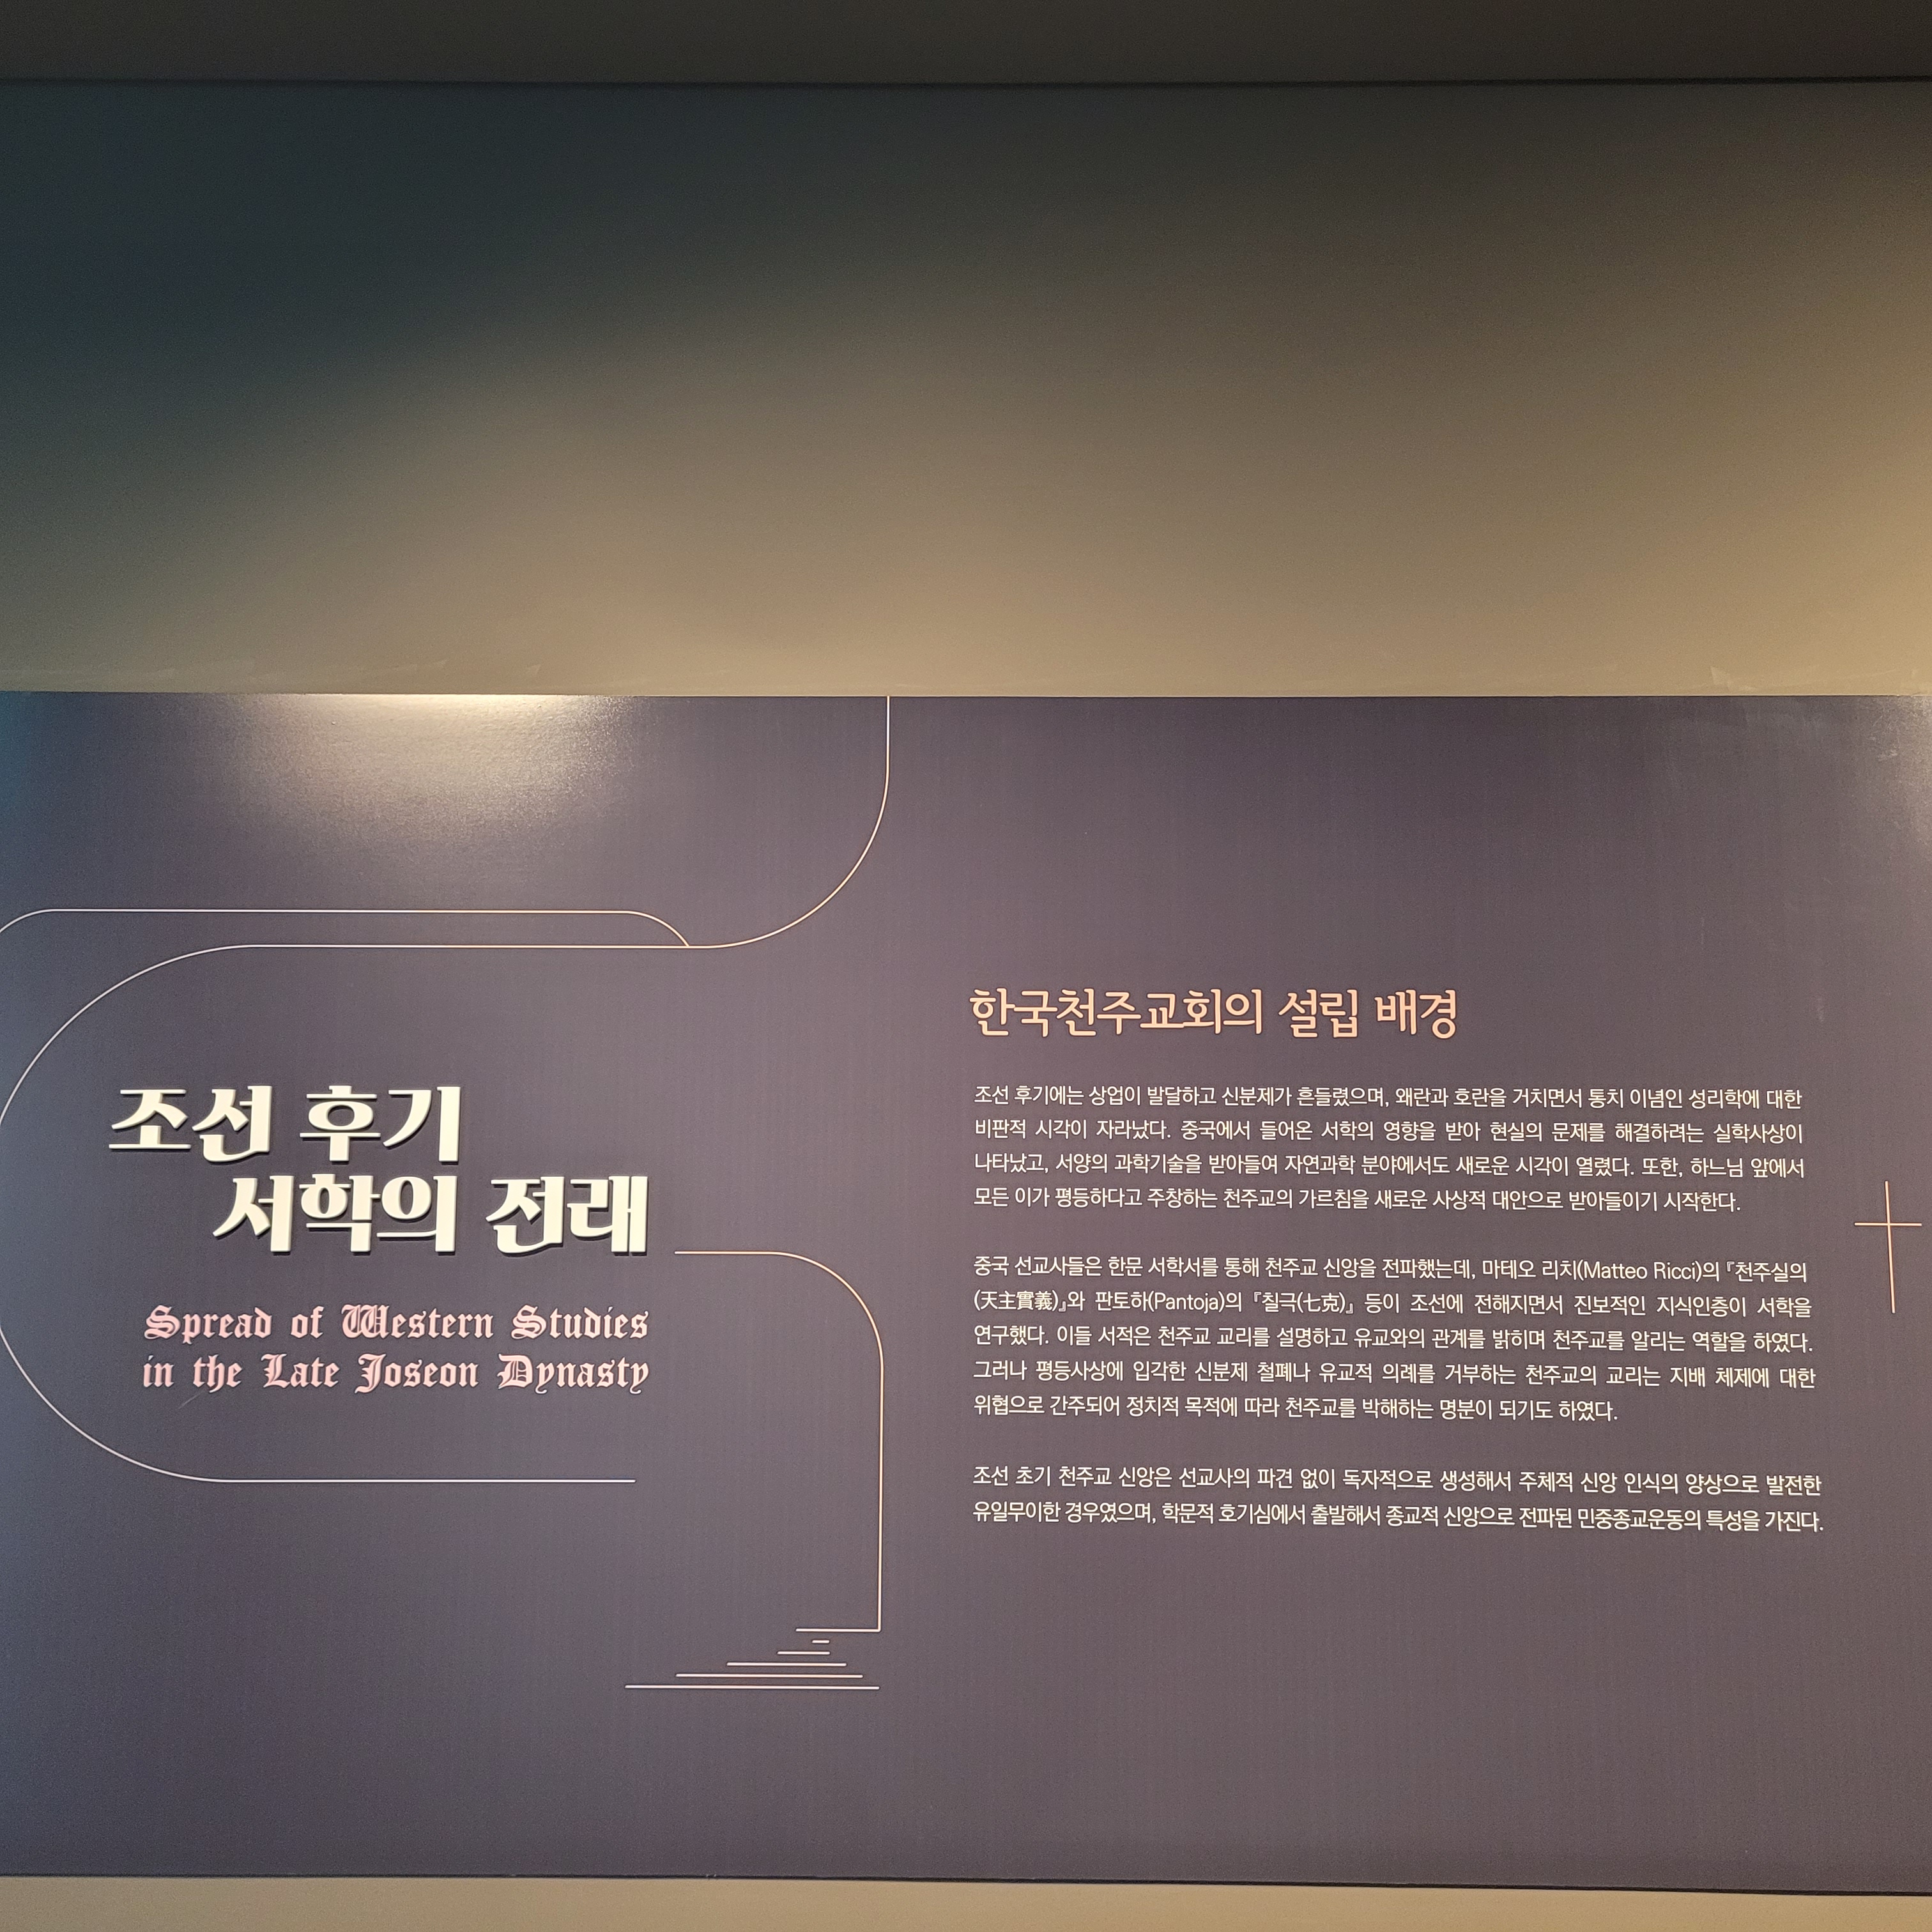 조선 후기
서학의 전래
Spread of Western Studies
in the Late Joseon Dynasty
한국천주교회의 설립 배경
조선 후기에는 상업이 발달하고 신분제가 흔들렸으며, 왜란과 호란을 거치면서 통치 이념인 성리학에 대한
비판적 시각이 자라났다. 중국에서 들어온 서학의 영향을 받아 현실의 문제를 해결하려는 실학사상이
나타났고, 서양의 과학기술을 받아들여 자연과학 분야에서도 새로운 시각이 열렸다. 또한, 하느님 앞에서
모든 이가 평등하다고 주창하는 천주교의 가르침을 새로운 사상적 대안으로 받아들이기 시작한다.
중국 선교사들은 한문 서학서를 통해 천주교 신앙을 전파했는데, 마테오 리치(Matteo Ricci)의 『천주실의
(天主實義)』와 판토하(Pantoja)의 『칠극(七克)』 등이 조선에 전해지면서 진보적인 지식인층이 서학을
연구했다. 이들 서적은 천주교 교리를 설명하고 유교와의 관계를 밝히며 천주교를 알리는 역할을 하였다.
그러나 평등사상에 입각한 신분제 철폐나 유교적 의례를 거부하는 천주교의 교리는 지배 체제에 대한
위협으로 간주되어 정치적 목적에 따라 천주교를 박해하는 명분이 되기도 하였다.
조선 초기 천주교 신앙은 선교사의 파견 없이 독자적으로 생성해서 주체적 신앙 인식의 양상으로 발전한
유일무이한 경우였으며, 학문적 호기심에서 출발해서 종교적 신앙으로 전파된 민중종교운동의 특성을 가진다.